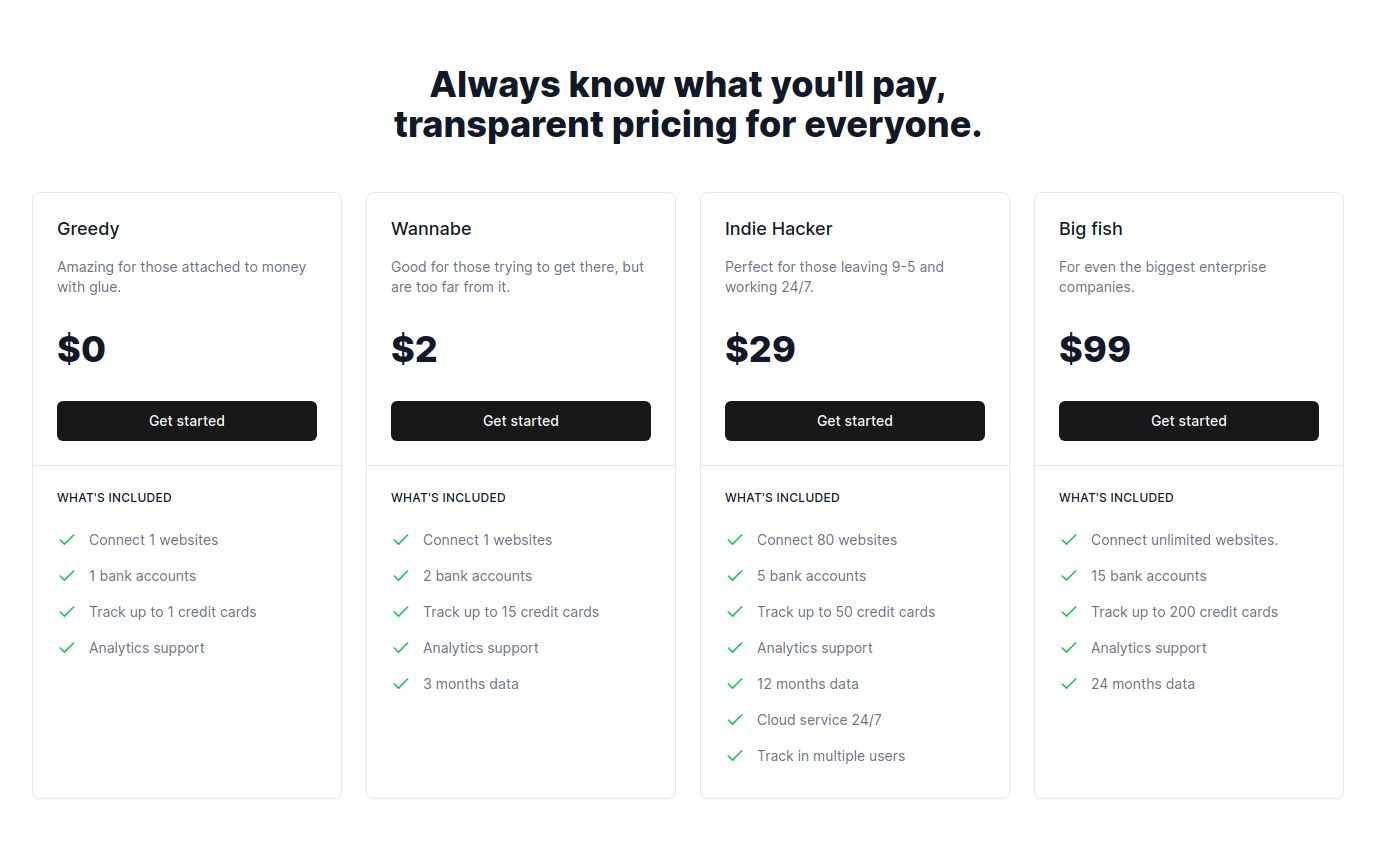 Always know what you'll pay,
transparent pricing for everyone.
Greedy
Amazing for those attached to money
with glue.
$0
Get started
WHAT'S INCLUDED
Connect 1 websites
1 bank accounts
Track up to 1 credit cards
Analytics support
Wannabe
Good for those trying to get there, but
are too far from it.
$2
Get started
WHAT'S INCLUDED
Connect 1 websites
2 bank accounts
Track up to 15 credit cards
Analytics support
3 months data
Indie Hacker
Perfect for those leaving 9-5 and
working 24/7.
$29
Get started
WHAT'S INCLUDED
Connect 80 websites
5 bank accounts
Track up to 50 credit cards
Analytics support
12 months data
Cloud service 24/7
Track in multiple users
Big fish
For even the biggest enterprise
companies.
$99
Get started
WHAT'S INCLUDED
Connect unlimited websites.
15 bank accounts
Track up to 200 credit cards
Analytics support
24 months data